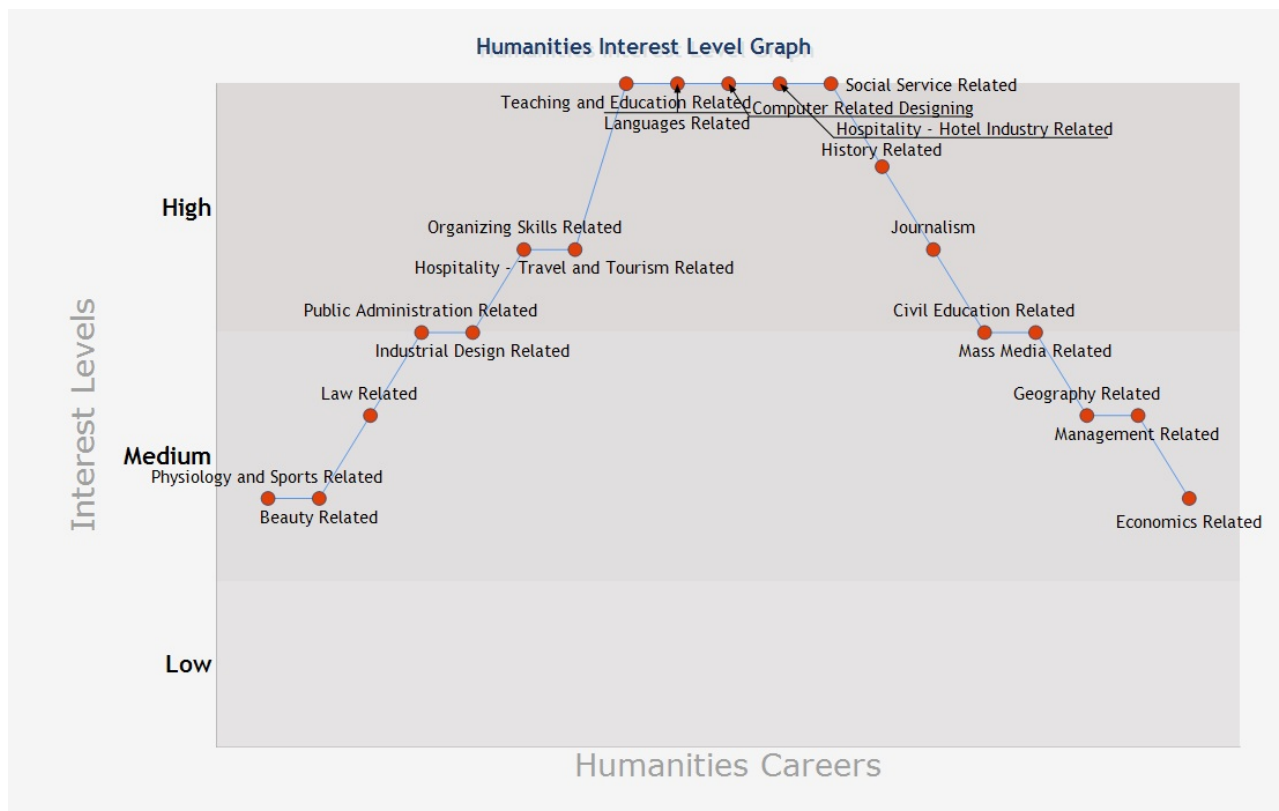 Humanities Interest Level Graph
Social Service Related
Teaching and Education Related
Computer Related Designing
Languages Related
Hospitality - Hotel Industry Related
History Related
High
Organizing Skills Related
Journalism
Hospitality - Travel and Tourism Related
Public Administration Related
Civil Education Related
Industrial Design Related
Mass Media Related
Law Related
Geography Related
Management Related
Medium
Physiology and Sports Related
Beauty Related
Economics Related
Interest Levels
Low
Humanities Careers